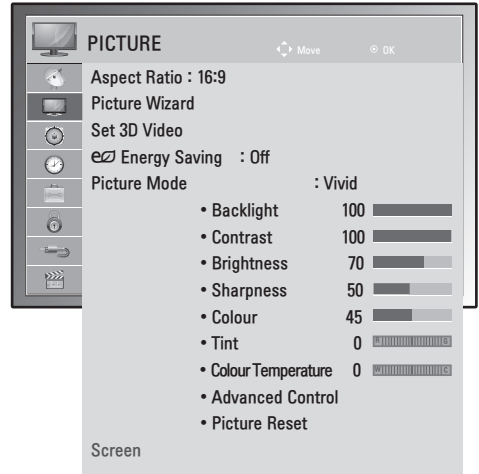 PICTURE
Move OK
Aspect Ratio : 16:9
Picture Wizard
Set 3D Video
Energy Saving : Off
Picture Mode : Vivid
• Backlight 100
• Contrast 100
• Brightness 70
• Sharpness 50
• Colour 45
• Tint 0 R G
• Colour Temperature 0 W C
• Advanced Control
• Picture Reset
Screen